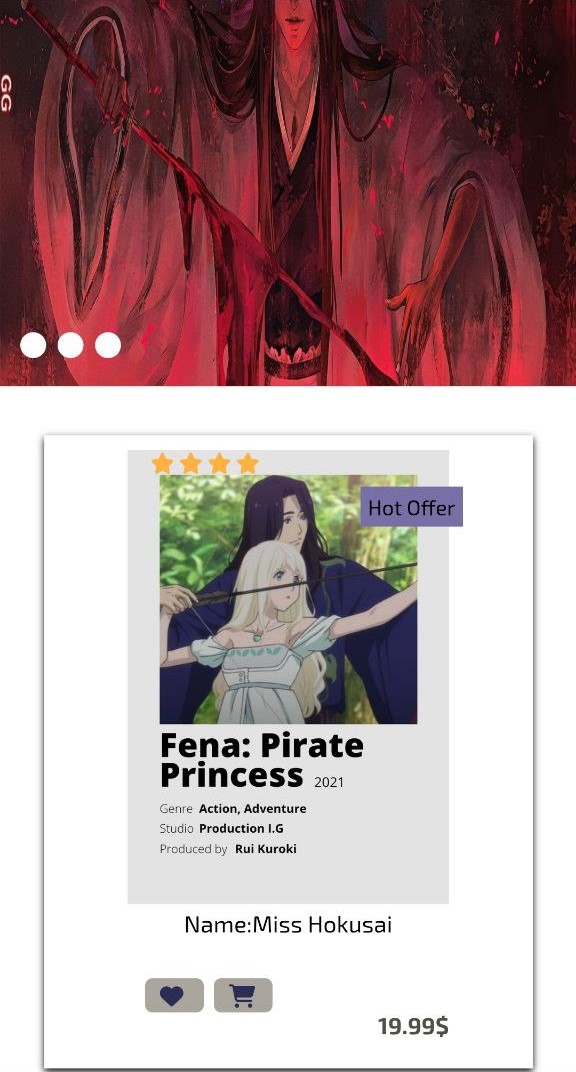 GG
Hot Offer
Fena: Pirate
Princess 2021
Genre Action, Adventure
Studio Production I.G
Produced by Rui Kuroki
Name:Miss Hokusai
19.99$